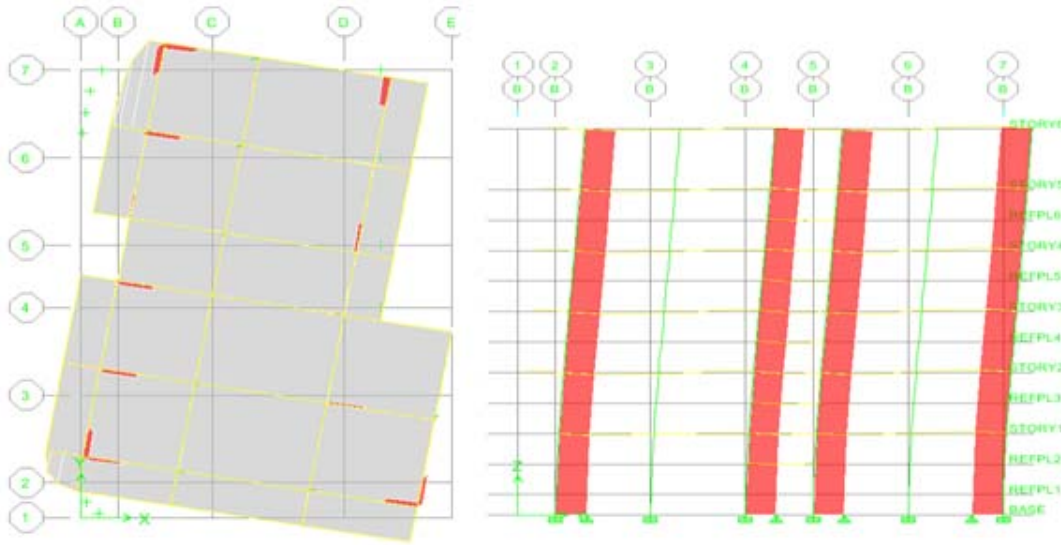 A B C D E
7
6
5
4
3
2
1
Y
X
1 2 3 4 5 6 7
B B B B B B B
STORY6
STORY5
REFPL6
STORY4
REFPL5
STORY3
REFPL4
STORY2
REFPL3
STORY1
REFPL2
REFPL1
BASE
Z